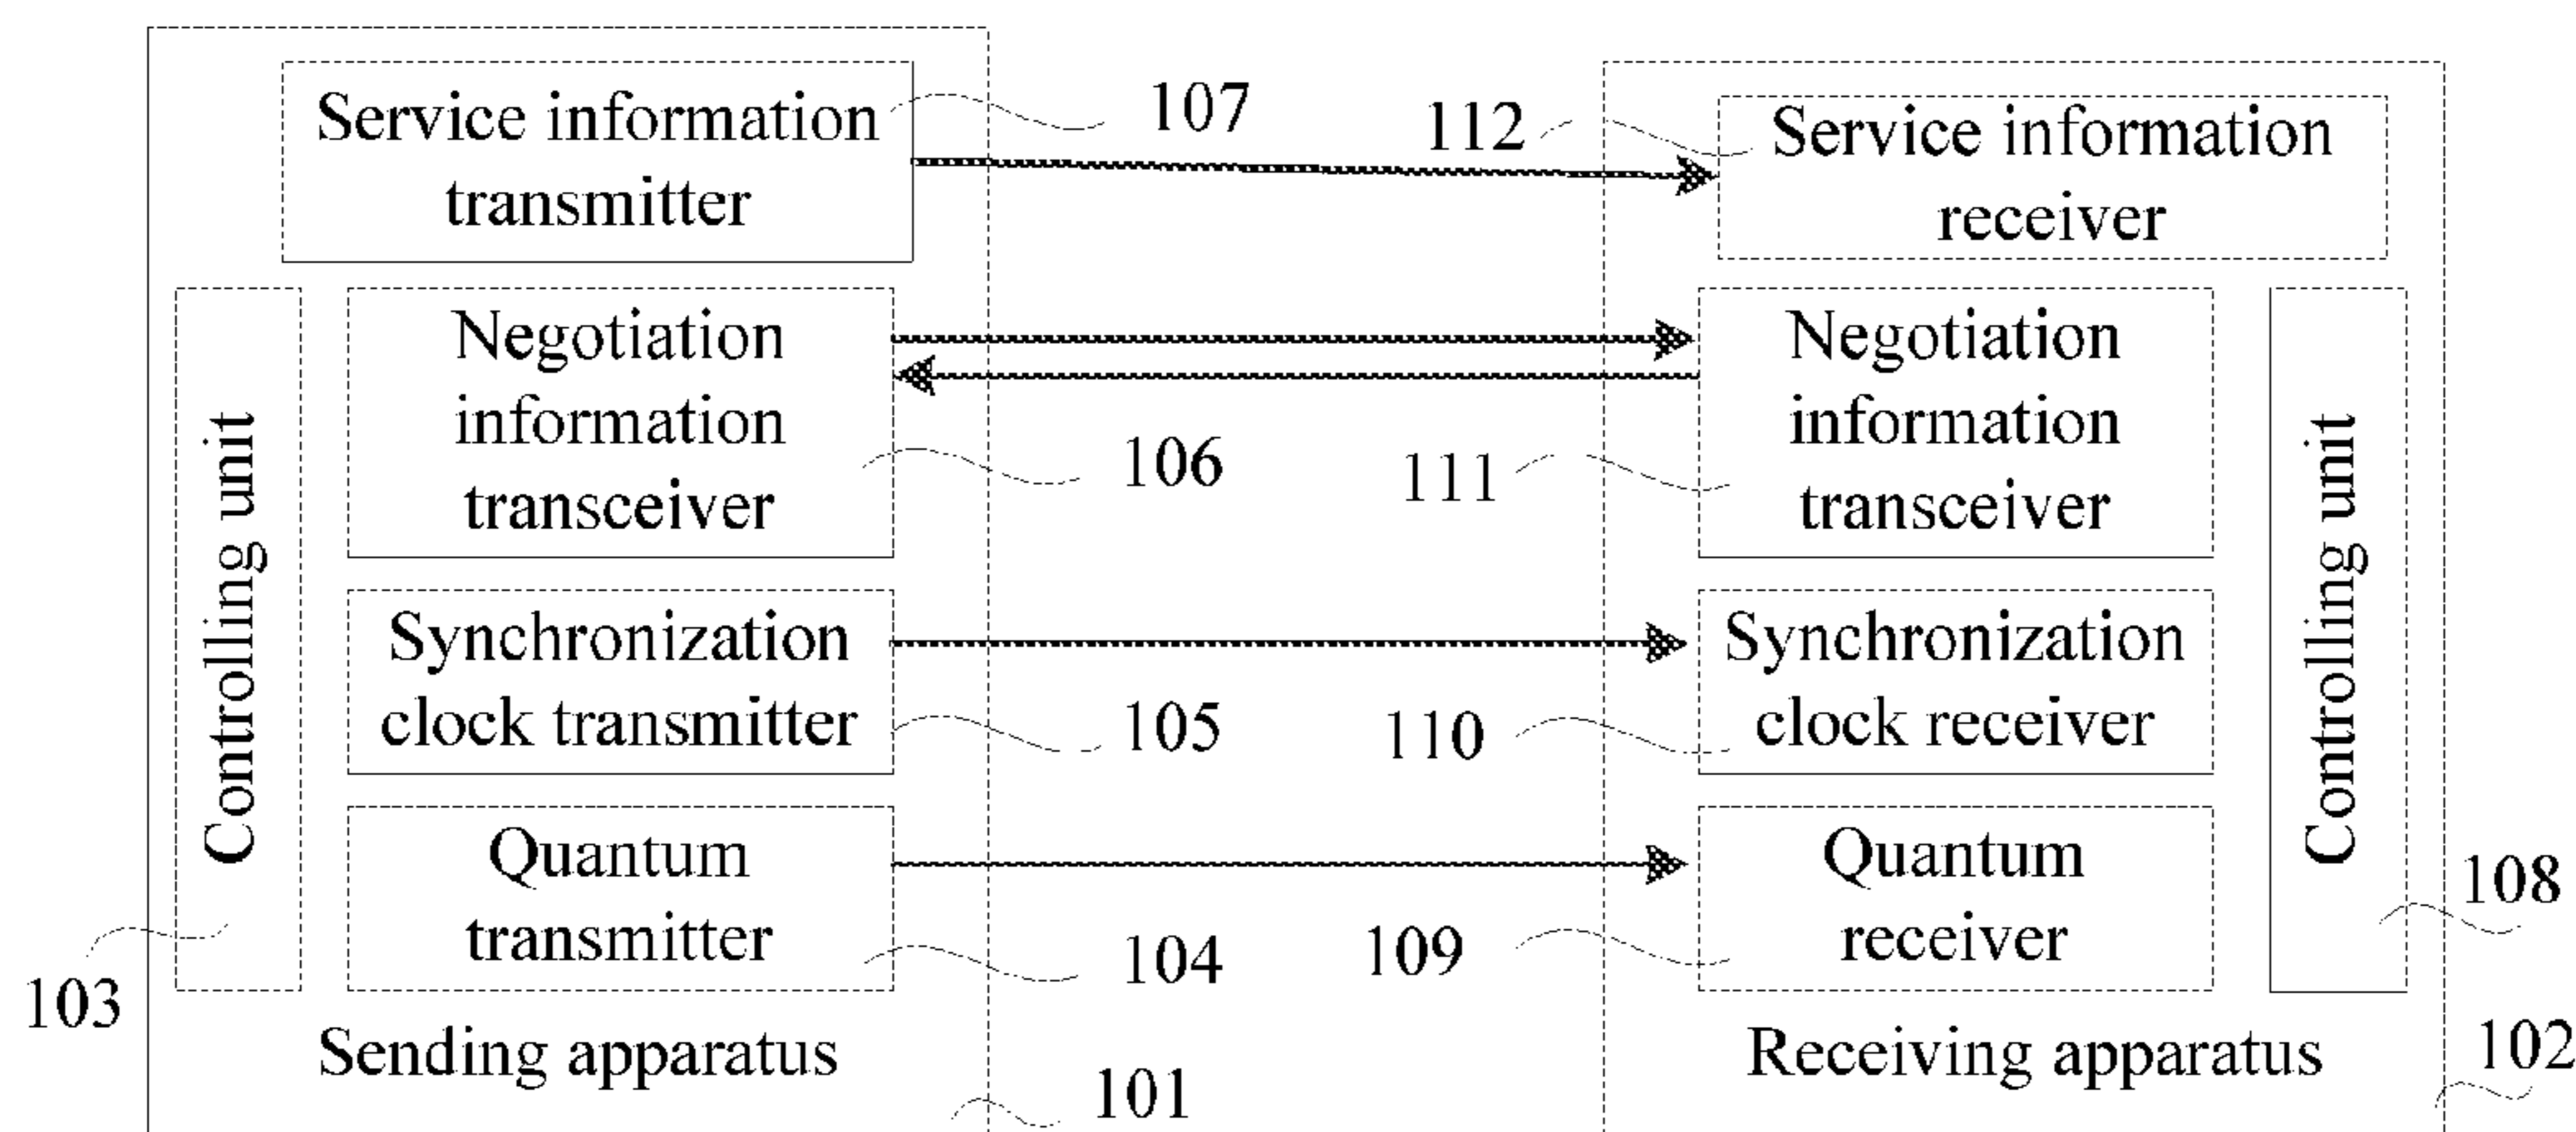 Service information
transmitter
107
112
Service information
receiver
Controlling unit
Negotiation
information
transceiver
106
111
Negotiation
information
transceiver
Controlling unit
Synchronization
clock transmitter
105
110
Synchronization
clock receiver
Quantum
transmitter
104
109
Quantum
receiver
108
103
Sending apparatus
101
Receiving apparatus
102